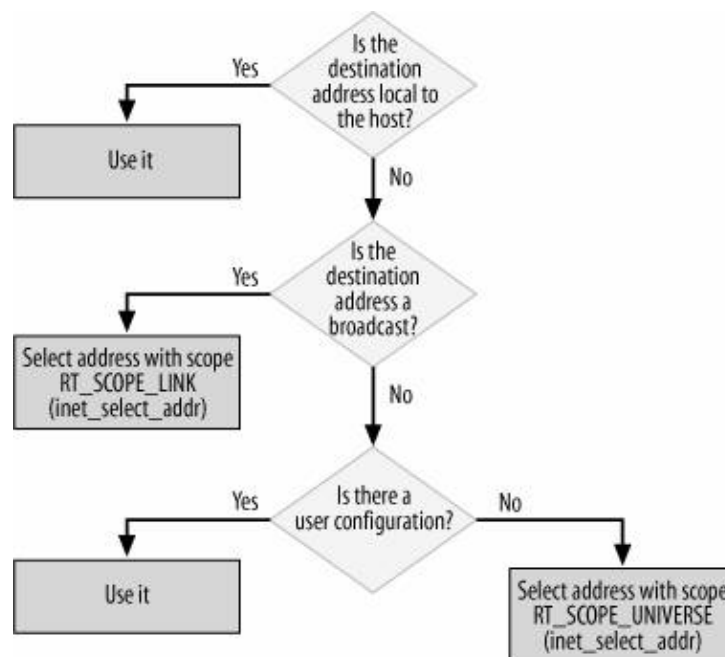 Is the
destination
address local to
the host?
Yes
Use it
No
Is the
destination
address a
broadcast?
Yes
Select address with scope
RT_SCOPE_LINK
(inet_select_addr)
No
Is there a
user configuration?
Yes
No
Use it
Select address with scope
RT_SCOPE_UNIVERSE
(inet_select_addr)